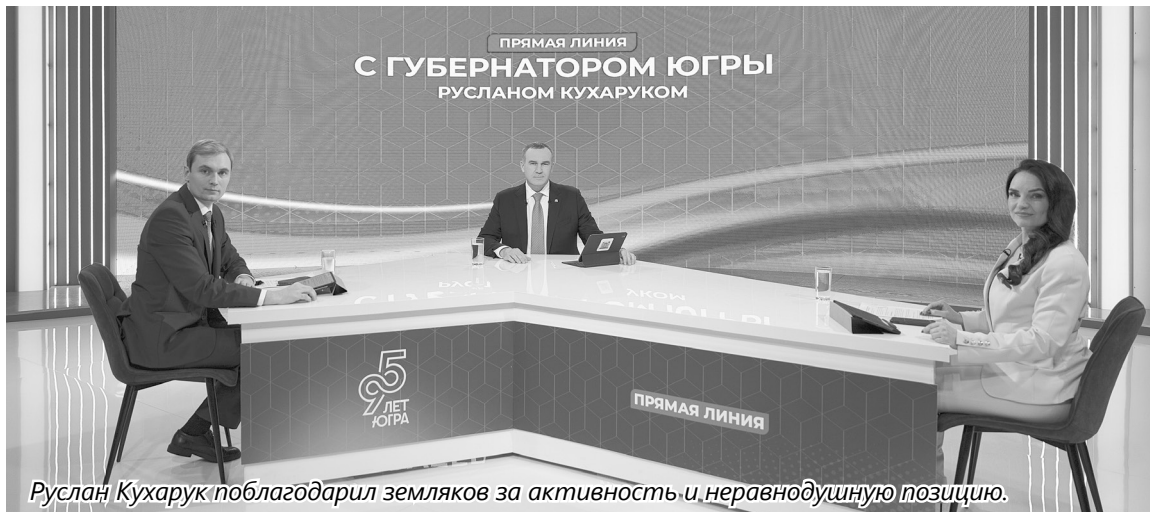 ПРЯМАЯ ЛИНИЯ
С ГУБЕРНАТОРОМ ЮГРЫ
РУСЛАНОМ КУХАРУКОМ
95
ЛЕТ
ЮГРА
ПРЯМАЯ ЛИНИЯ
Руслан Кухарук поблагодарил земляков за активность и неравнодушную позицию.